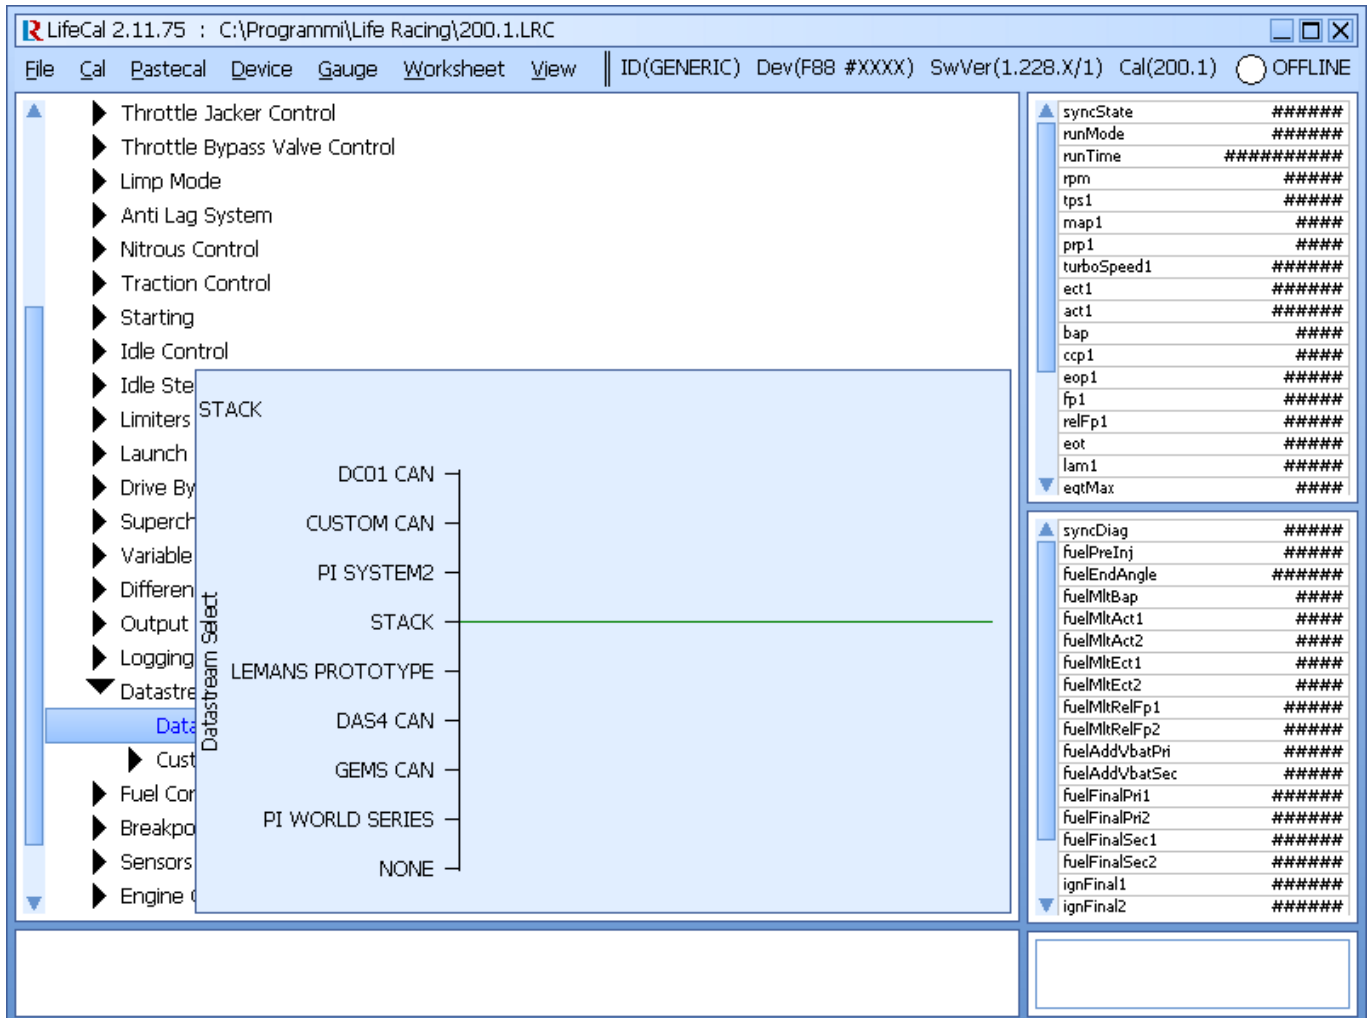 LifeCal 2.11.75 : C:\Programmi\Life Racing\200.1.LRC
File Cal Pastecal Device Gauge Worksheet View ID(GENERIC) Dev(F88 #XXXX) SwVer(1.228.X/1) Cal(200.1) OFFLINE
Throttle Jacker Control
Throttle Bypass Valve Control
Limp Mode
Anti Lag System
Nitrous Control
Traction Control
Starting
Idle Control
Idle Ste
Limiters
Launch
Drive By
Superch
Variable
Differen
Output
Logging
Datastre
Data
Cust
Fuel Cor
Breakpo
Sensors
Engine
STACK
Datastream Select
DC01 CAN
CUSTOM CAN
PI SYSTEM2
STACK
LEMANS PROTOTYPE
DAS4 CAN
GEMS CAN
PI WORLD SERIES
NONE
syncState ######
runMode ######
runTime ##########
rpm #####
tps1 #####
map1 ####
prp1 ####
turboSpeed1 ######
ect1 ######
act1 ######
bap ####
ccp1 ####
eop1 #####
fp1 #####
relFp1 #####
eot #####
lam1 #####
egtMax ####
syncDiag #####
fuelPreInj #####
fuelEndAngle ######
fuelMltBap ####
fuelMltAct1 ####
fuelMltAct2 ####
fuelMltEct1 ####
fuelMltEct2 ####
fuelMltRelFp1 #####
fuelMltRelFp2 #####
fuelAddVbatPri #####
fuelAddVbatSec #####
fuelFinalPri1 ######
fuelFinalPri2 ######
fuelFinalSec1 ######
fuelFinalSec2 ######
ignFinal1 ######
ignFinal2 ######